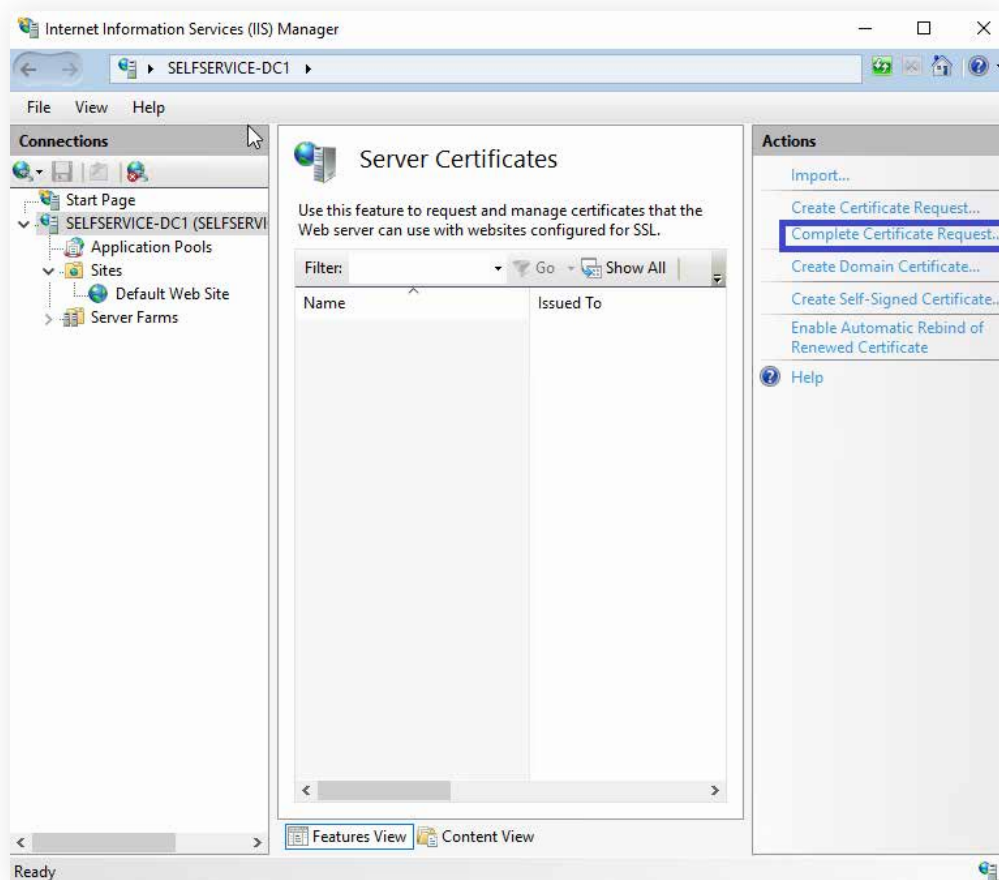 Internet Information Services (IIS) Manager
SELFSERVICE-DC1
File View Help
Connections
Start Page
SELFSERVICE-DC1 (SELFSERVI
Application Pools
Sites
Default Web Site
Server Farms
Server Certificates
Use this feature to request and manage certificates that the
Web server can use with websites configured for SSL.
Filter: Go Show All
Name Issued To
Features View Content View
Actions
Import...
Create Certificate Request...
Complete Certificate Request...
Create Domain Certificate...
Create Self-Signed Certificate...
Enable Automatic Rebind of
Renewed Certificate
Help
Ready